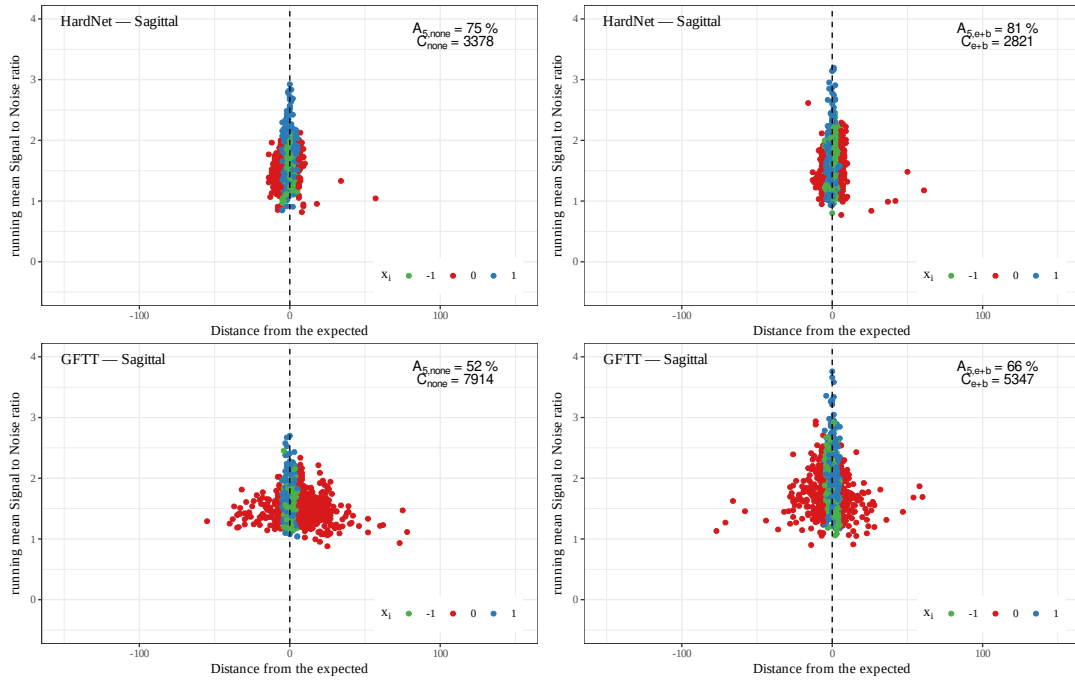 HardNet — Sagittal
A5,none = 75 %
Cnone = 3378
running mean Signal to Noise ratio
4
3
2
1
0
xi -1 0 1
-100 0 100
Distance from the expected
HardNet — Sagittal
A5,e+b = 81 %
Ce+b = 2821
running mean Signal to Noise ratio
4
3
2
1
0
xi -1 0 1
-100 0 100
Distance from the expected
GFTT — Sagittal
A5,none = 52 %
Cnone = 7914
running mean Signal to Noise ratio
4
3
2
1
0
xi -1 0 1
-100 0 100
Distance from the expected
GFTT — Sagittal
A5,e+b = 66 %
Ce+b = 5347
running mean Signal to Noise ratio
4
3
2
1
0
xi -1 0 1
-100 0 100
Distance from the expected